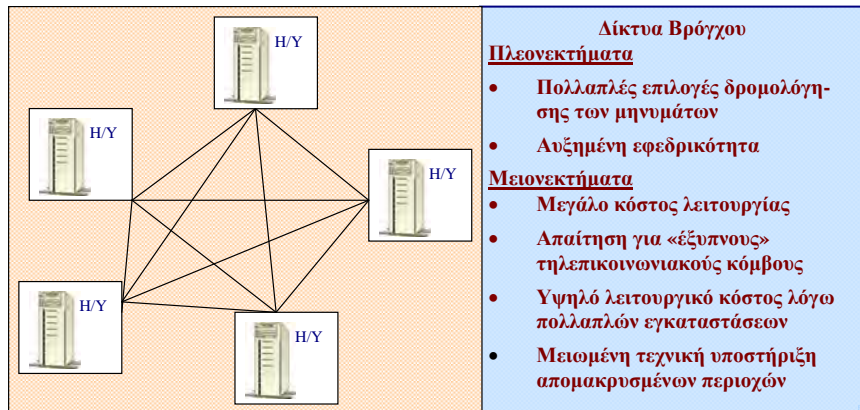 Η/Υ
Η/Υ
Η/Υ
Η/Υ
Η/Υ
Δίκτυα Βρόγχου
Πλεονεκτήματα
• Πολλαπλές επιλογές δρομολόγη-
σης των μηνυμάτων
• Αυξημένη εφεδρικότητα
Μειονεκτήματα
• Μεγάλο κόστος λειτουργίας
• Απαίτηση για «έξυπνους»
τηλεπικοινωνιακούς κόμβους
• Υψηλό λειτουργικό κόστος λόγω
πολλαπλών εγκαταστάσεων
• Μειωμένη τεχνική υποστήριξη
απομακρυσμένων περιοχών